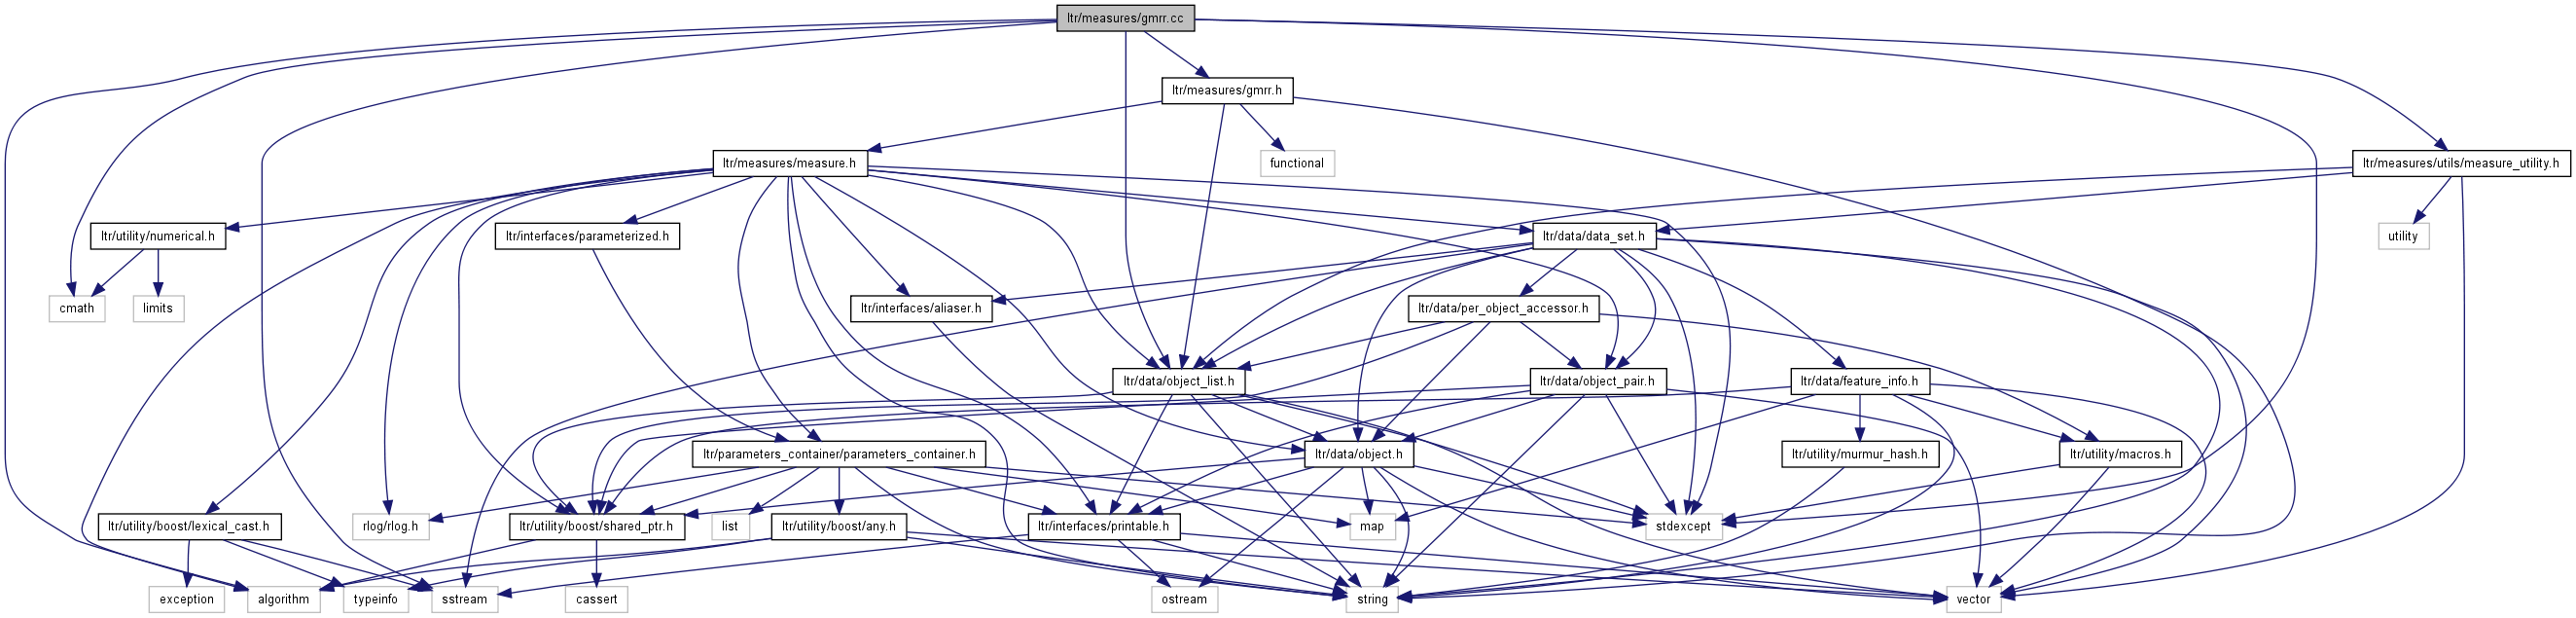 ltr/measures/gmrr.cc
ltr/measures/gmrr.h
ltr/measures/measure.h
functional
ltr/measures/utils/measure_utility.h
ltr/utility/numerical.h
ltr/interfaces/parameterized.h
ltr/data/data_set.h
utility
cmath
limits
ltr/interfaces/aliaser.h
ltr/data/per_object_accessor.h
ltr/data/object_list.h
ltr/data/object_pair.h
ltr/data/feature_info.h
ltr/parameters_container/parameters_container.h
ltr/data/object.h
ltr/utility/murmur_hash.h
ltr/utility/macros.h
ltr/utility/boost/lexical_cast.h
rlog/rlog.h
ltr/utility/boost/shared_ptr.h
list
ltr/utility/boost/any.h
ltr/interfaces/printable.h
map
stdexcept
exception
algorithm
typeinfo
sstream
cassert
ostream
string
vector